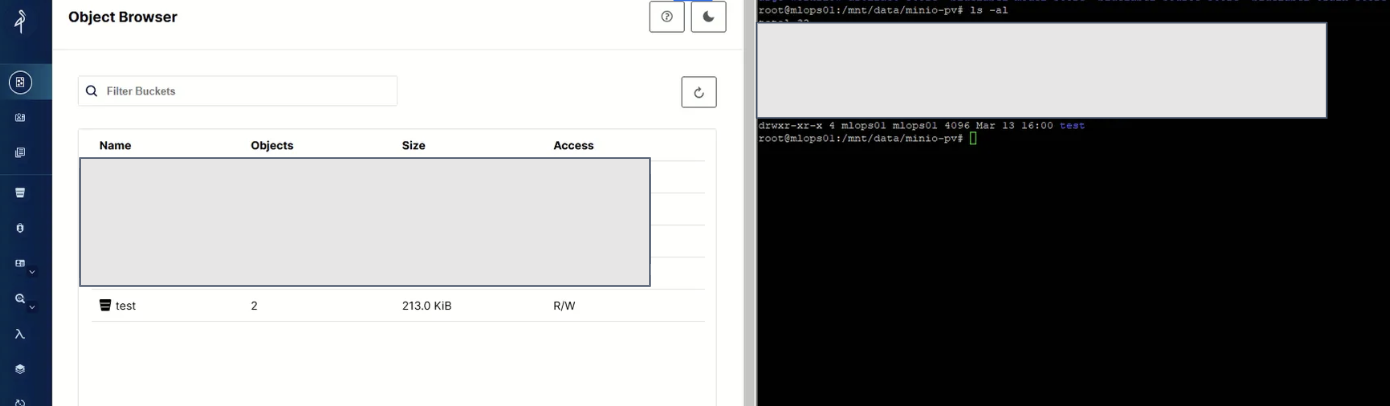 Object Browser
Filter Buckets
Name Objects Size Access
test 2 213.0 KiB R/W
root@mlops01:/mnt/data/minio-pv# ls -al
drwxr-xr-x 4 mlops01 mlops01 4096 Mar 13 16:00 test
root@mlops01:/mnt/data/minio-pv#